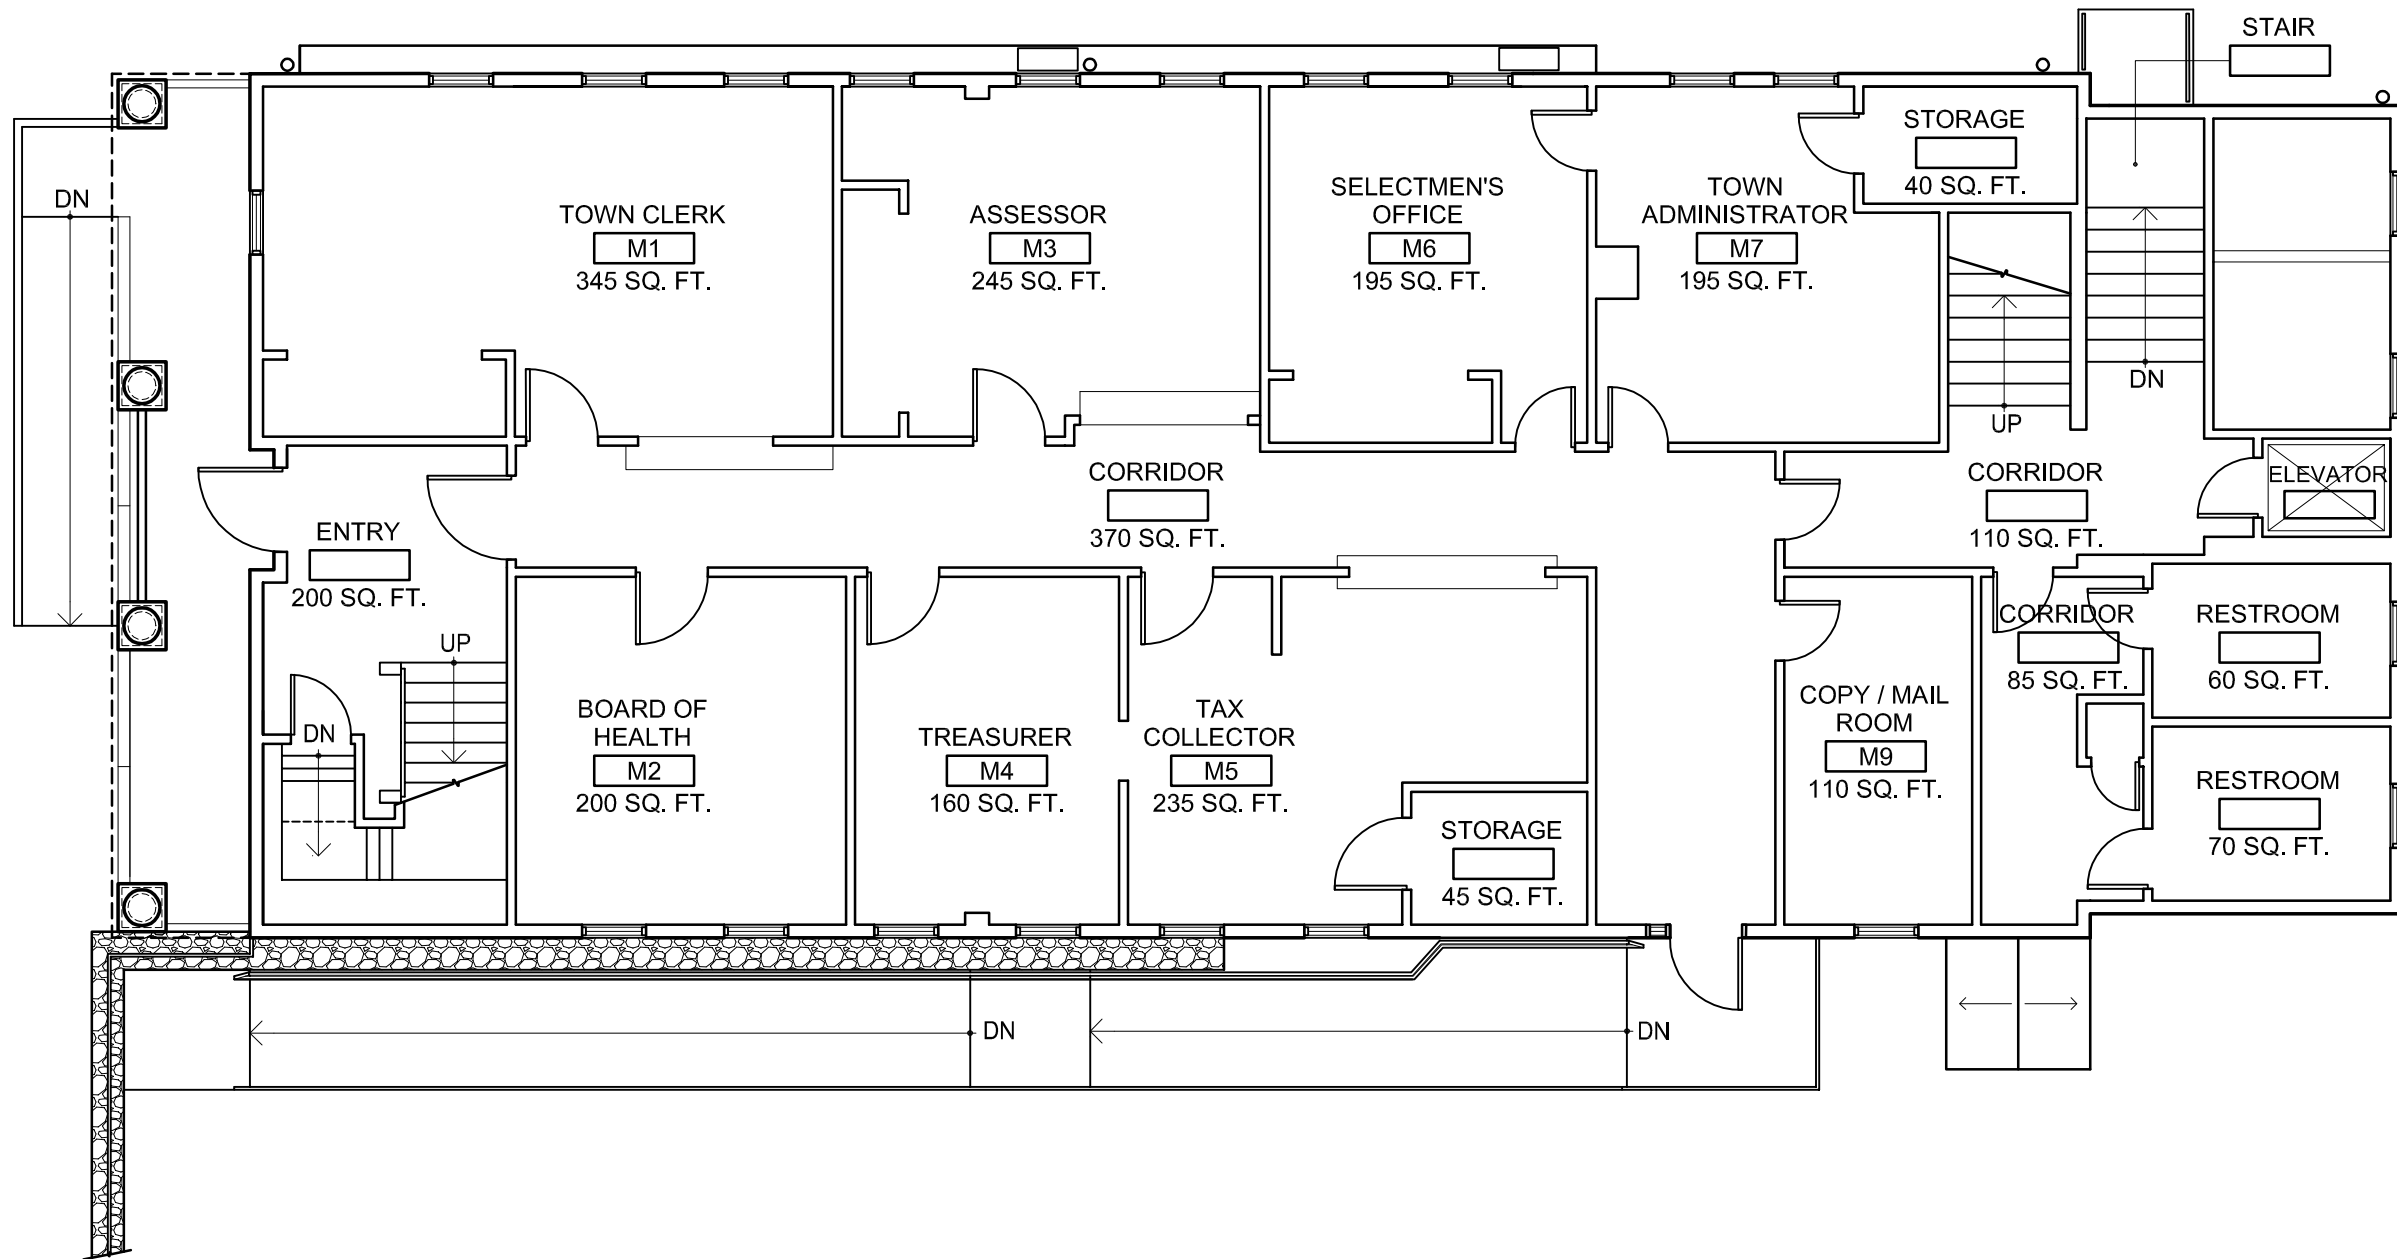 STAIR
STORAGE
40 SQ. FT.
DN
TOWN CLERK
M1
345 SQ. FT.
ASSESSOR
M3
245 SQ. FT.
SELECTMEN'S
OFFICE
M6
195 SQ. FT.
TOWN
ADMINISTRATOR
M7
195 SQ. FT.
DN
UP
CORRIDOR
370 SQ. FT.
CORRIDOR
110 SQ. FT.
ELEVATOR
ENTRY
200 SQ. FT.
UP
DN
BOARD OF
HEALTH
M2
200 SQ. FT.
TREASURER
M4
160 SQ. FT.
TAX
COLLECTOR
M5
235 SQ. FT.
STORAGE
45 SQ. FT.
COPY / MAIL
ROOM
M9
110 SQ. FT.
CORRIDOR
85 SQ. FT.
RESTROOM
60 SQ. FT.
RESTROOM
70 SQ. FT.
DN
DN